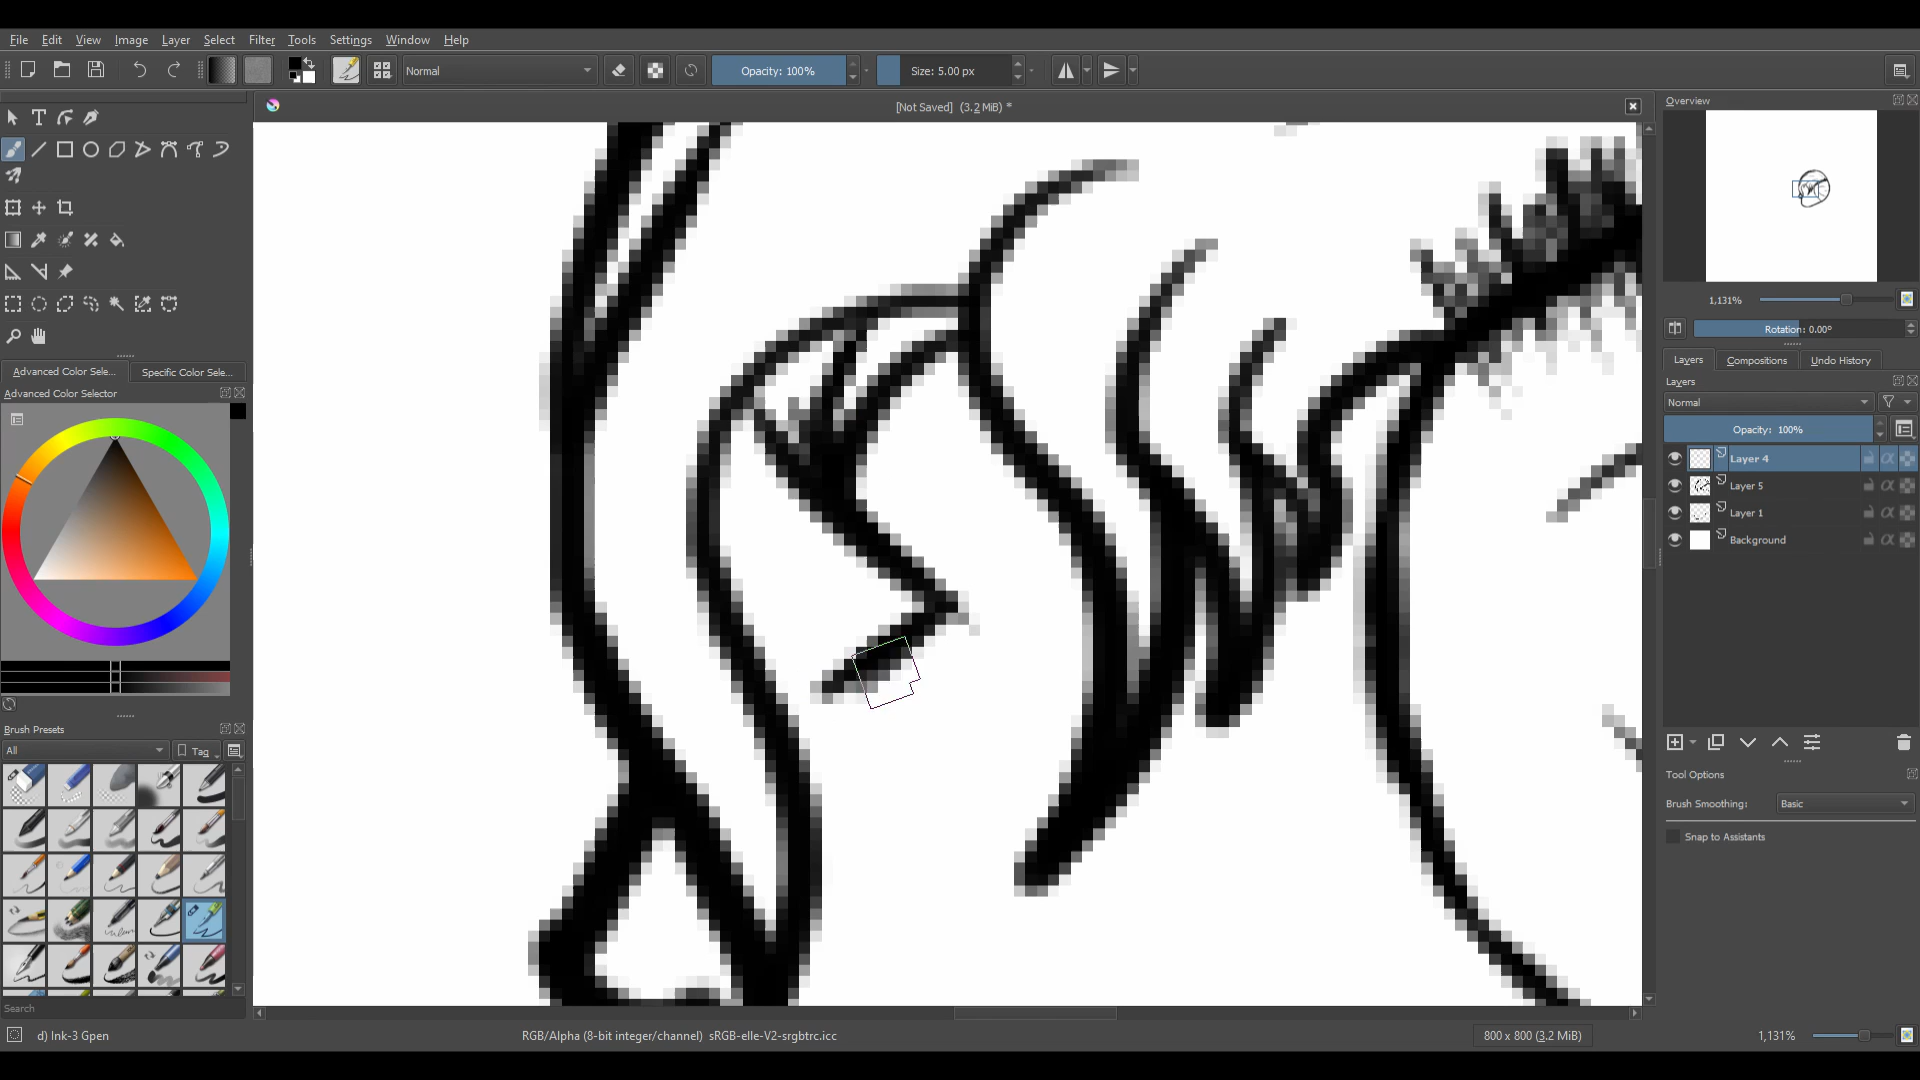 File Edit View Image Layer Select Filter Tools Settings Window Help
Normal Opacity: 100% Size: 5.00 px
[Not Saved] (3.2 MiB) *
Overview
1,131%
Rotation: 0.00°
Advanced Color Sele... Specific Color Sele...
Advanced Color Selector
Layers Compositions Undo History
Layers
Normal
Opacity: 100%
Layer 4
Layer 5
Layer 1
Background
Brush Presets
All Tag
Tool Options
Brush Smoothing: Basic
Snap to Assistants
Search
d) Ink-3 Gpen RGB/Alpha (8-bit integer/channel) sRGB-elle-V2-srgbtrc.icc 800 x 800 (3.2 MiB) 1,131%